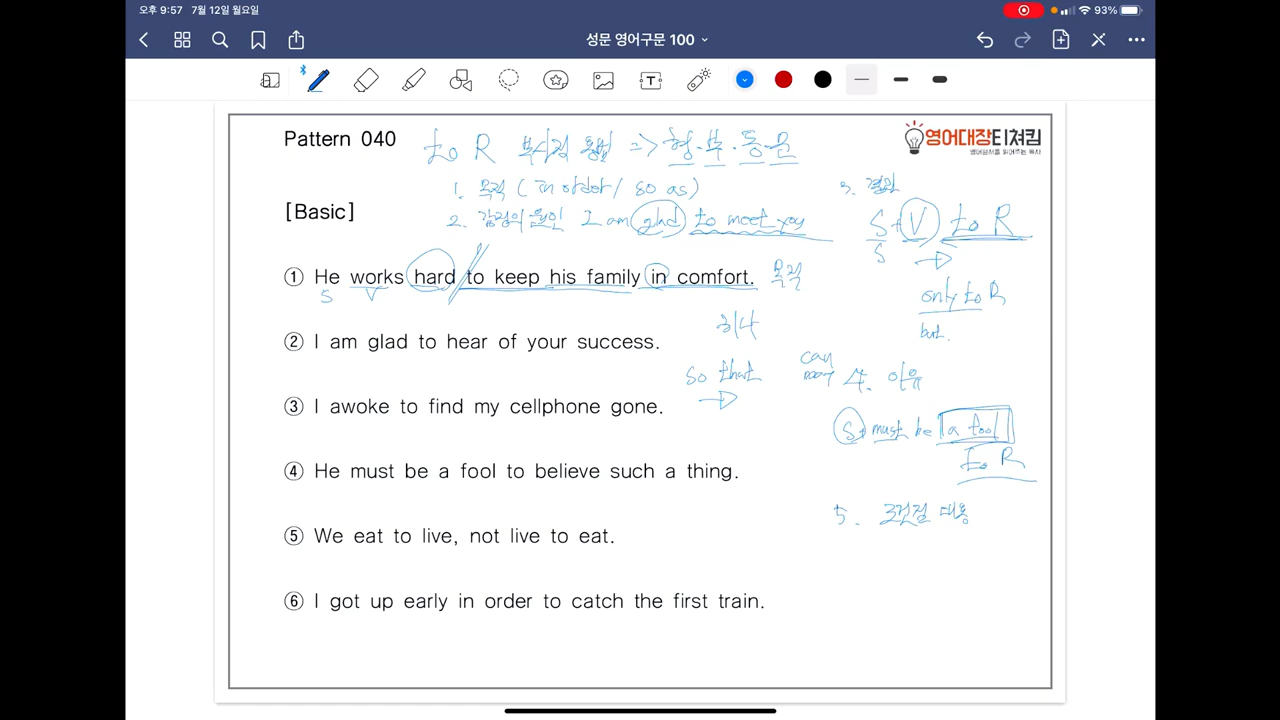 오후 9:57 7월 12일 월요일
93%
성문 영어구문 100
Pattern 040 to R 부사적 용법 => 형·부·동·문
영어대장티쳐킴
1. 목적 (in order / so as)
3. 결과
[Basic]
2. 감정의 원인 I am glad to meet you
S + V to R
S
① He works hard to keep his family in comfort. 목적
S V
only to R
but
하니
② I am glad to hear of your success.
so that can
4. 이유
③ I awoke to find my cellphone gone.
S + must be a fool
to R
④ He must be a fool to believe such a thing.
5. 조건절 대용
⑤ We eat to live, not live to eat.
⑥ I got up early in order to catch the first train.